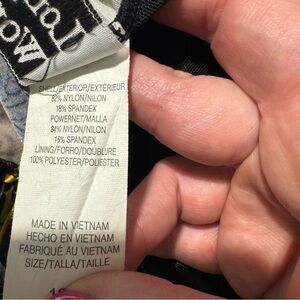 SHELL/EXTERIOR/EXTÉRIEUR
82% NYLON/NILON
18% SPANDEX
POWERNET/MALLA
84% NYLON/NILON
16% SPANDEX
LINING/FORRO/DOUBLURE
100% POLYESTER/POLIESTER
MADE IN VIETNAM
HECHO EN VIETNAM
FABRIQUÉ AU VIETNAM
SIZE/TALLA/TAILLE